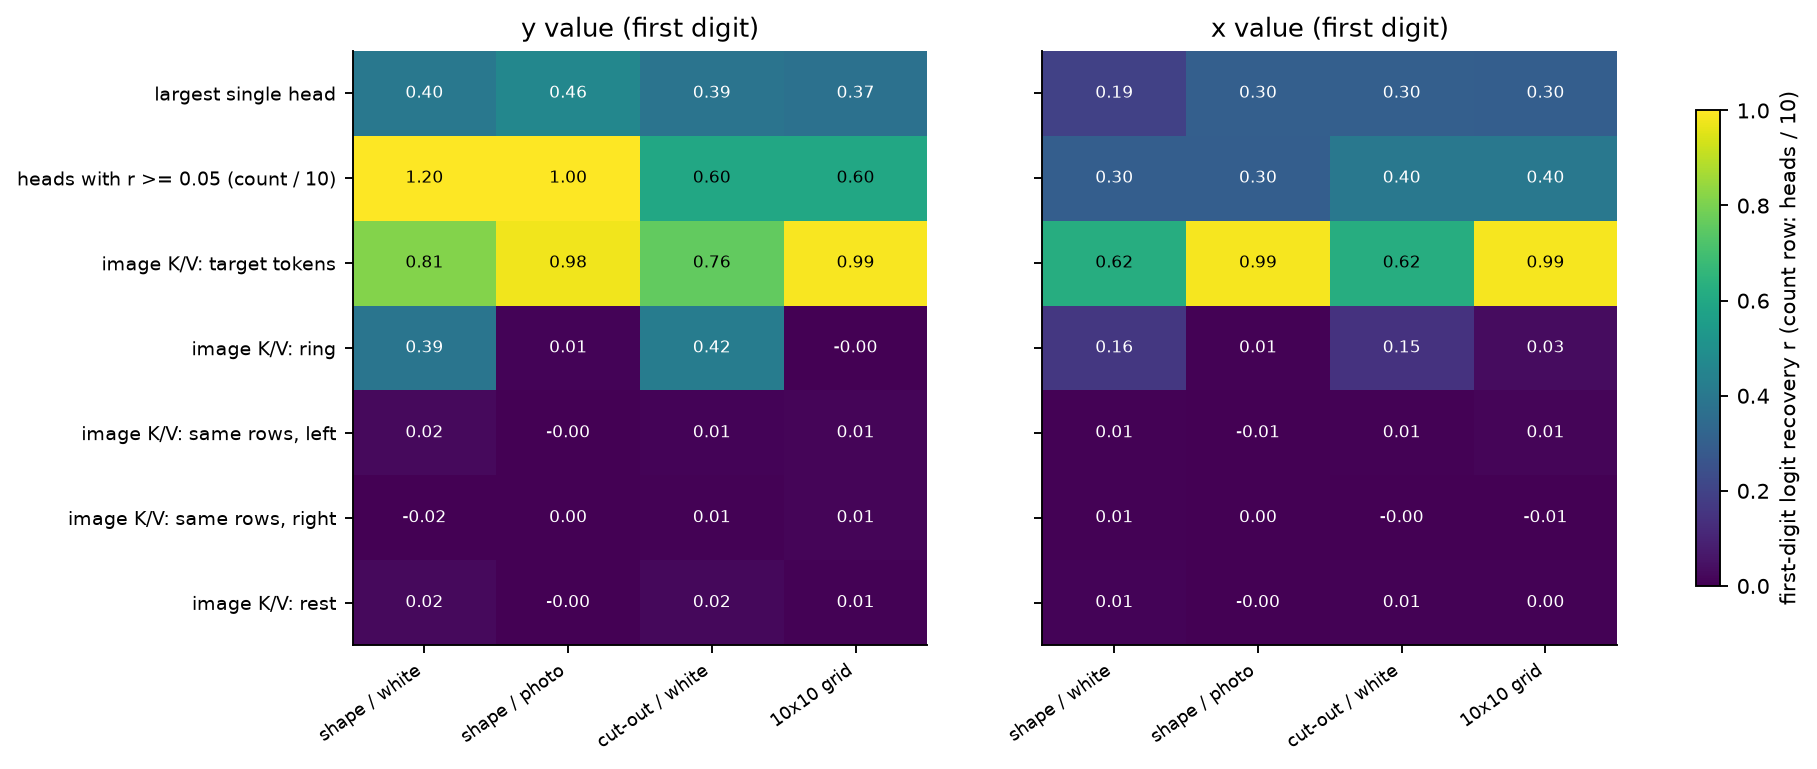 y value (first digit)
x value (first digit)
largest single head
0.40 0.46 0.39 0.37
0.19 0.30 0.30 0.30
heads with r >= 0.05 (count / 10)
1.20 1.00 0.60 0.60
0.30 0.30 0.40 0.40
image K/V: target tokens
0.81 0.98 0.76 0.99
0.62 0.99 0.62 0.99
image K/V: ring
0.39 0.01 0.42 -0.00
0.16 0.01 0.15 0.03
image K/V: same rows, left
0.02 -0.00 0.01 0.01
0.01 -0.01 0.01 0.01
image K/V: same rows, right
-0.02 0.00 0.01 0.01
0.01 0.00 -0.00 -0.01
image K/V: rest
0.02 -0.00 0.02 0.01
0.01 -0.00 0.01 0.00
shape / white
shape / photo
cut-out / white
10x10 grid
shape / white
shape / photo
cut-out / white
10x10 grid
1.0
0.8
0.6
0.4
0.2
0.0
first-digit logit recovery r (count row: heads / 10)